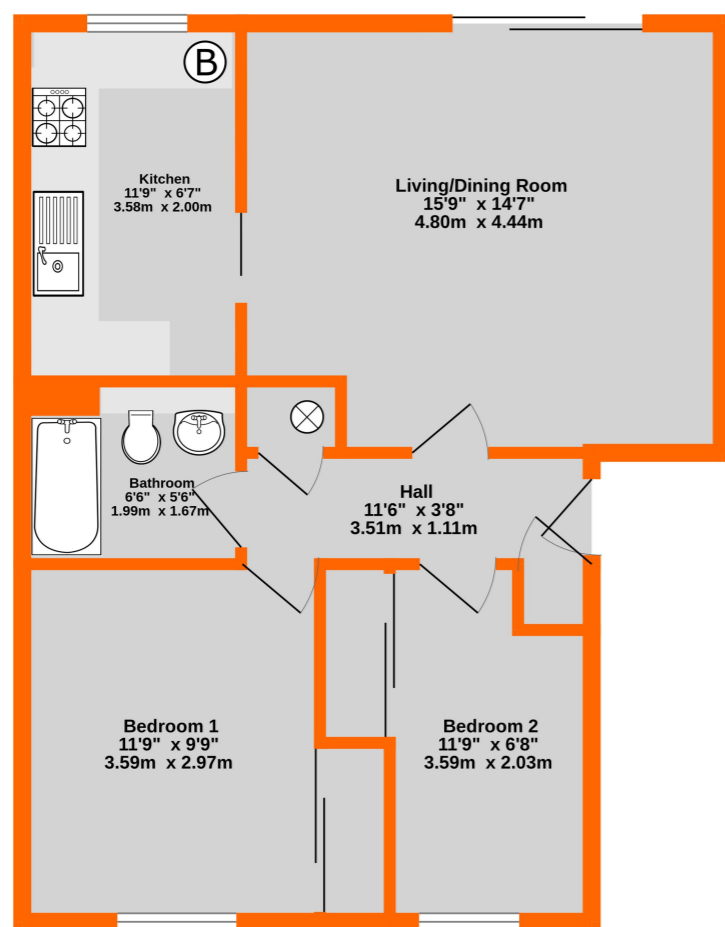 B
Kitchen
11'9" x 6'7"
3.58m x 2.00m
Living/Dining Room
15'9" x 14'7"
4.80m x 4.44m
Bathroom
6'6" x 5'6"
1.99m x 1.67m
Hall
11'6" x 3'8"
3.51m x 1.11m
Bedroom 1
11'9" x 9'9"
3.59m x 2.97m
Bedroom 2
11'9" x 6'8"
3.59m x 2.03m